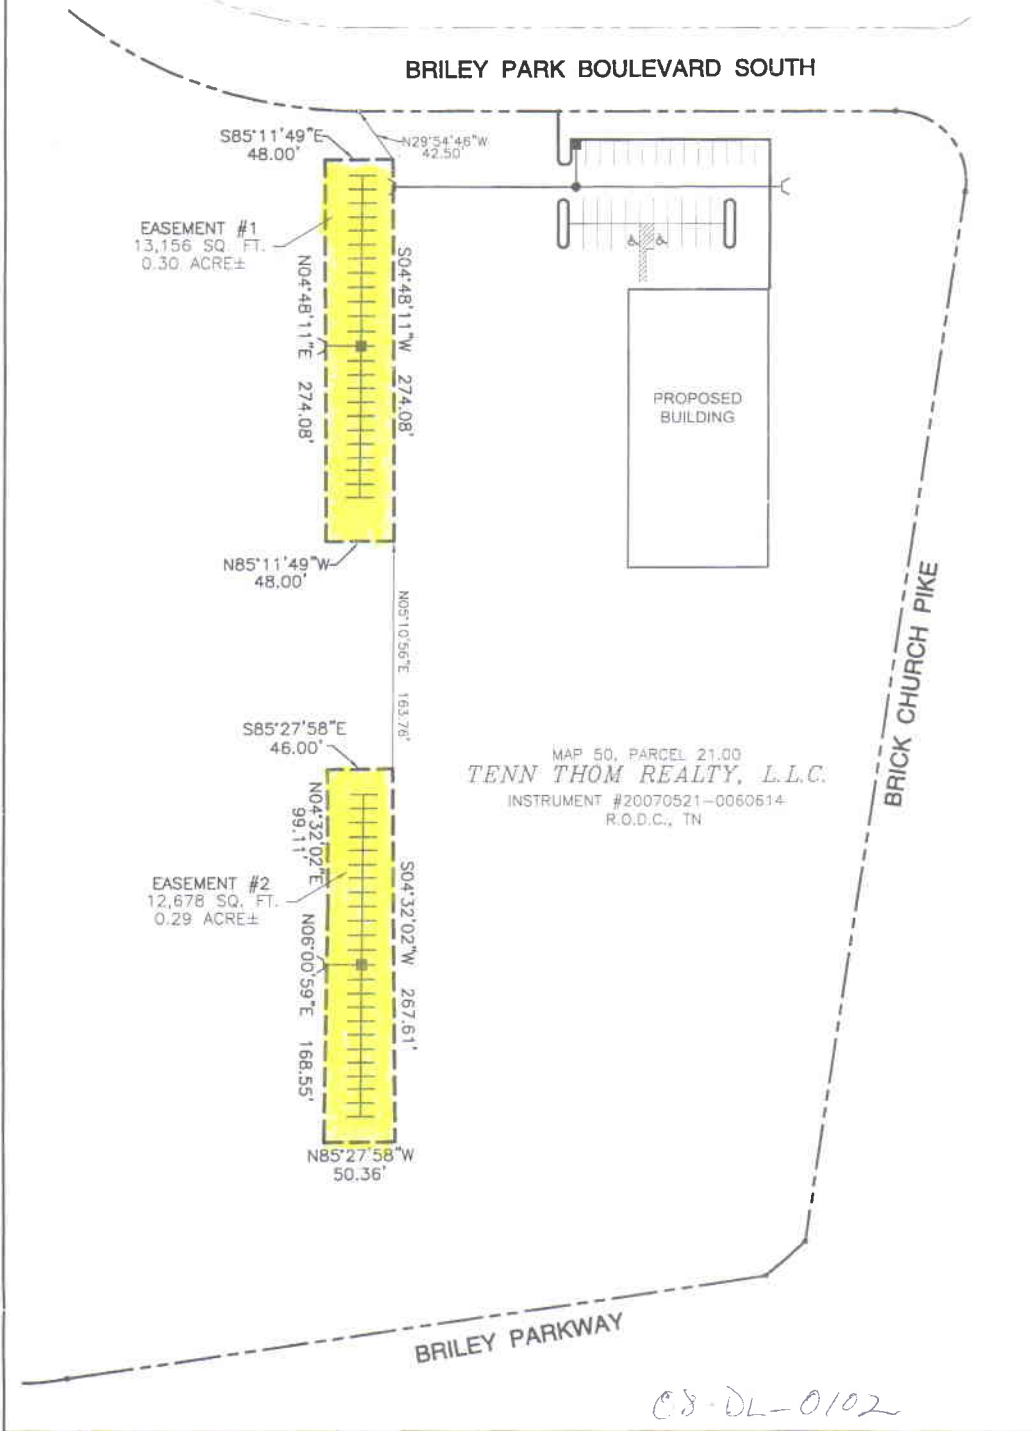 BRILEY PARK BOULEVARD SOUTH
S85°11'49"E
48.00'
N29°54'46"W
42.50'
EASEMENT #1
13,156 SQ. FT.
0.30 ACRE±
N04°48'11"E 274.08'
S04°48'11"W 274.08'
PROPOSED
BUILDING
N85°11'49"W
48.00'
N05°10'56"E 163.76'
BRICK CHURCH PIKE
S85°27'58"E
46.00'
MAP 50, PARCEL 21.00
TENN THOM REALTY, L.L.C.
INSTRUMENT #20070521-0060614
R.O.D.C., TN
N04°32'02"E
99.11'
EASEMENT #2
12,678 SQ. FT.
0.29 ACRE±
S04°32'02"W 267.61'
N06°00'59"E 168.55'
N85°27'58"W
50.36'
BRILEY PARKWAY
08-DL-0102